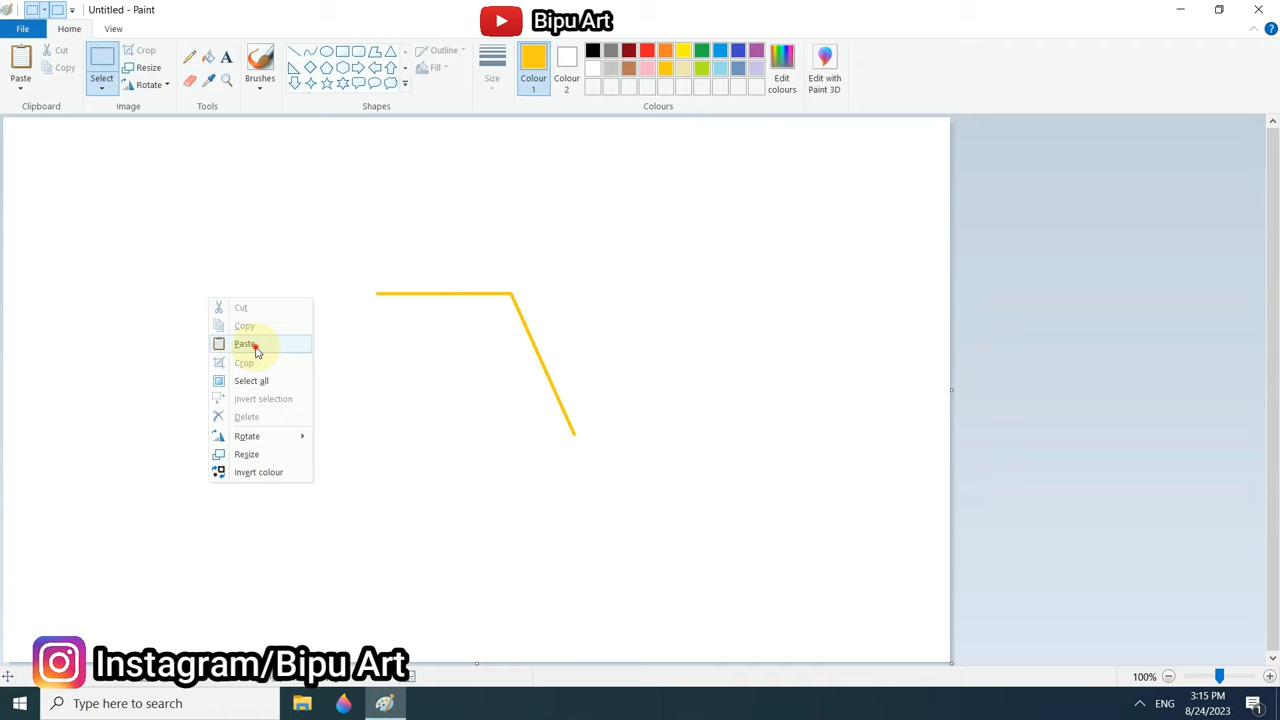 Untitled - Paint
Bipu Art
File
Home
View
Paste
Cut
Copy
Clipboard
Select
Crop
Resize
Rotate
Image
A
Tools
Brushes
Outline
Fill
Shapes
Size
Colour 1
Colour 2
Edit colours
Colours
Edit with Paint 3D
Cut
Copy
Paste
Crop
Select all
Invert selection
Delete
Rotate
Resize
Invert colour
Instagram/Bipu Art
100%
Type here to search
ENG
3:15 PM
8/24/2023
1